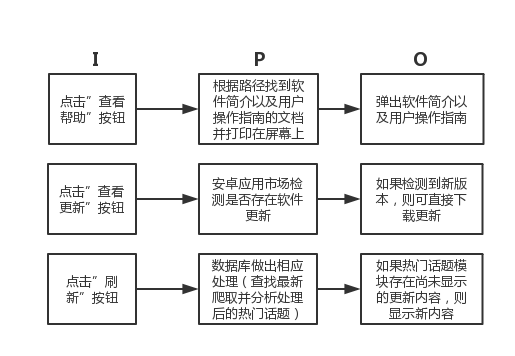 I P O
点击”查看
帮助”按钮
根据路径找到软
件简介以及用户
操作指南的文档
并打印在屏幕上
弹出软件简介以
及用户操作指南
点击”查看
更新”按钮
安卓应用市场检
测是否存在软件
更新
如果检测到新版
本，则可直接下
载更新
点击”刷
新”按钮
数据库做出相应
处理（查找最新
爬取并分析处理
后的热门话题）
如果热门话题模
块存在尚未显示
的更新内容，则
显示新内容